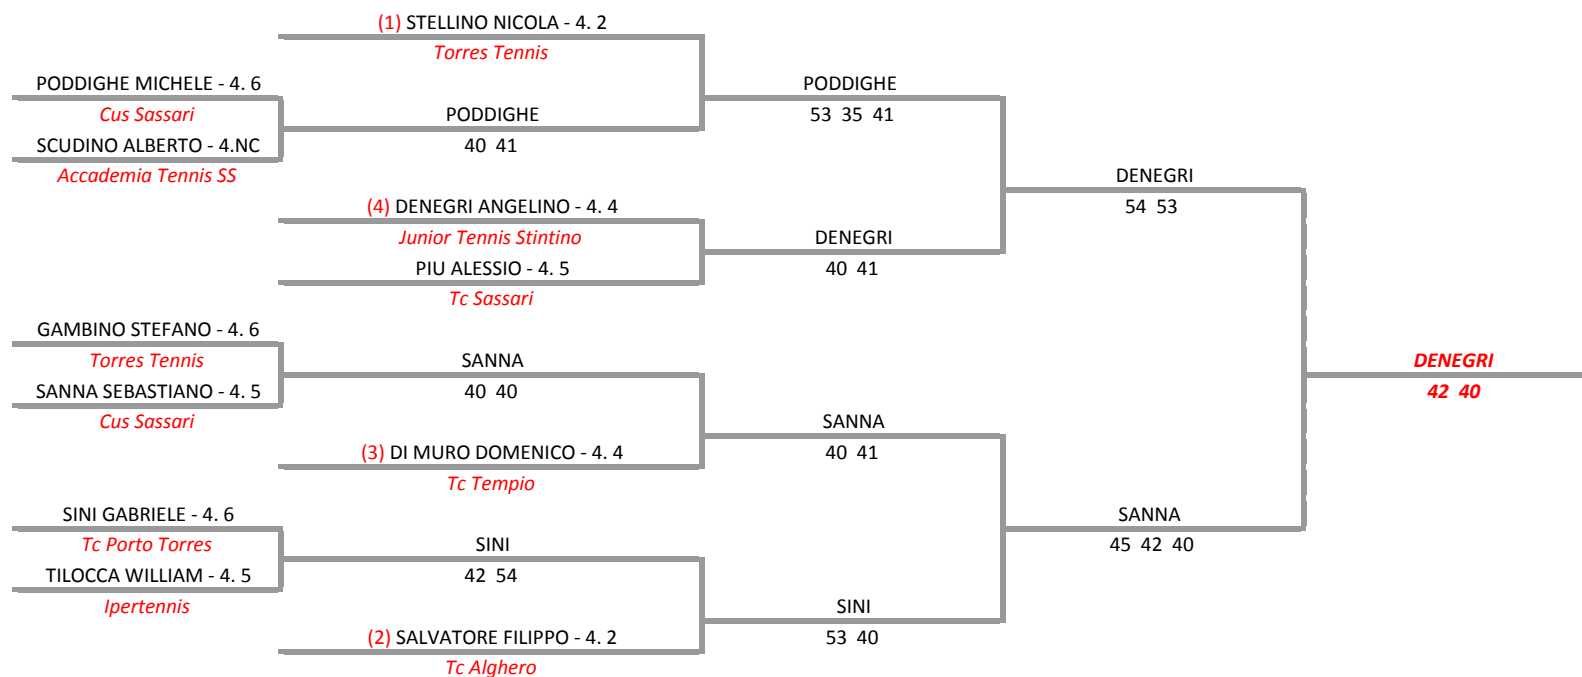 (1) STELLINO NICOLA - 4. 2
Torres Tennis
PODDIGHE MICHELE - 4. 6
Cus Sassari
SCUDINO ALBERTO - 4.NC
Accademia Tennis SS
PODDIGHE
40 41
PODDIGHE
53 35 41
(4) DENEGRI ANGELINO - 4. 4
Junior Tennis Stintino
PIU ALESSIO - 4. 5
Tc Sassari
DENEGRI
40 41
DENEGRI
54 53
GAMBINO STEFANO - 4. 6
Torres Tennis
SANNA SEBASTIANO - 4. 5
Cus Sassari
SANNA
40 40
(3) DI MURO DOMENICO - 4. 4
Tc Tempio
SANNA
40 41
SINI GABRIELE - 4. 6
Tc Porto Torres
TILOCCA WILLIAM - 4. 5
Ipertennis
SINI
42 54
(2) SALVATORE FILIPPO - 4. 2
Tc Alghero
SINI
53 40
SANNA
45 42 40
DENEGRI
42 40